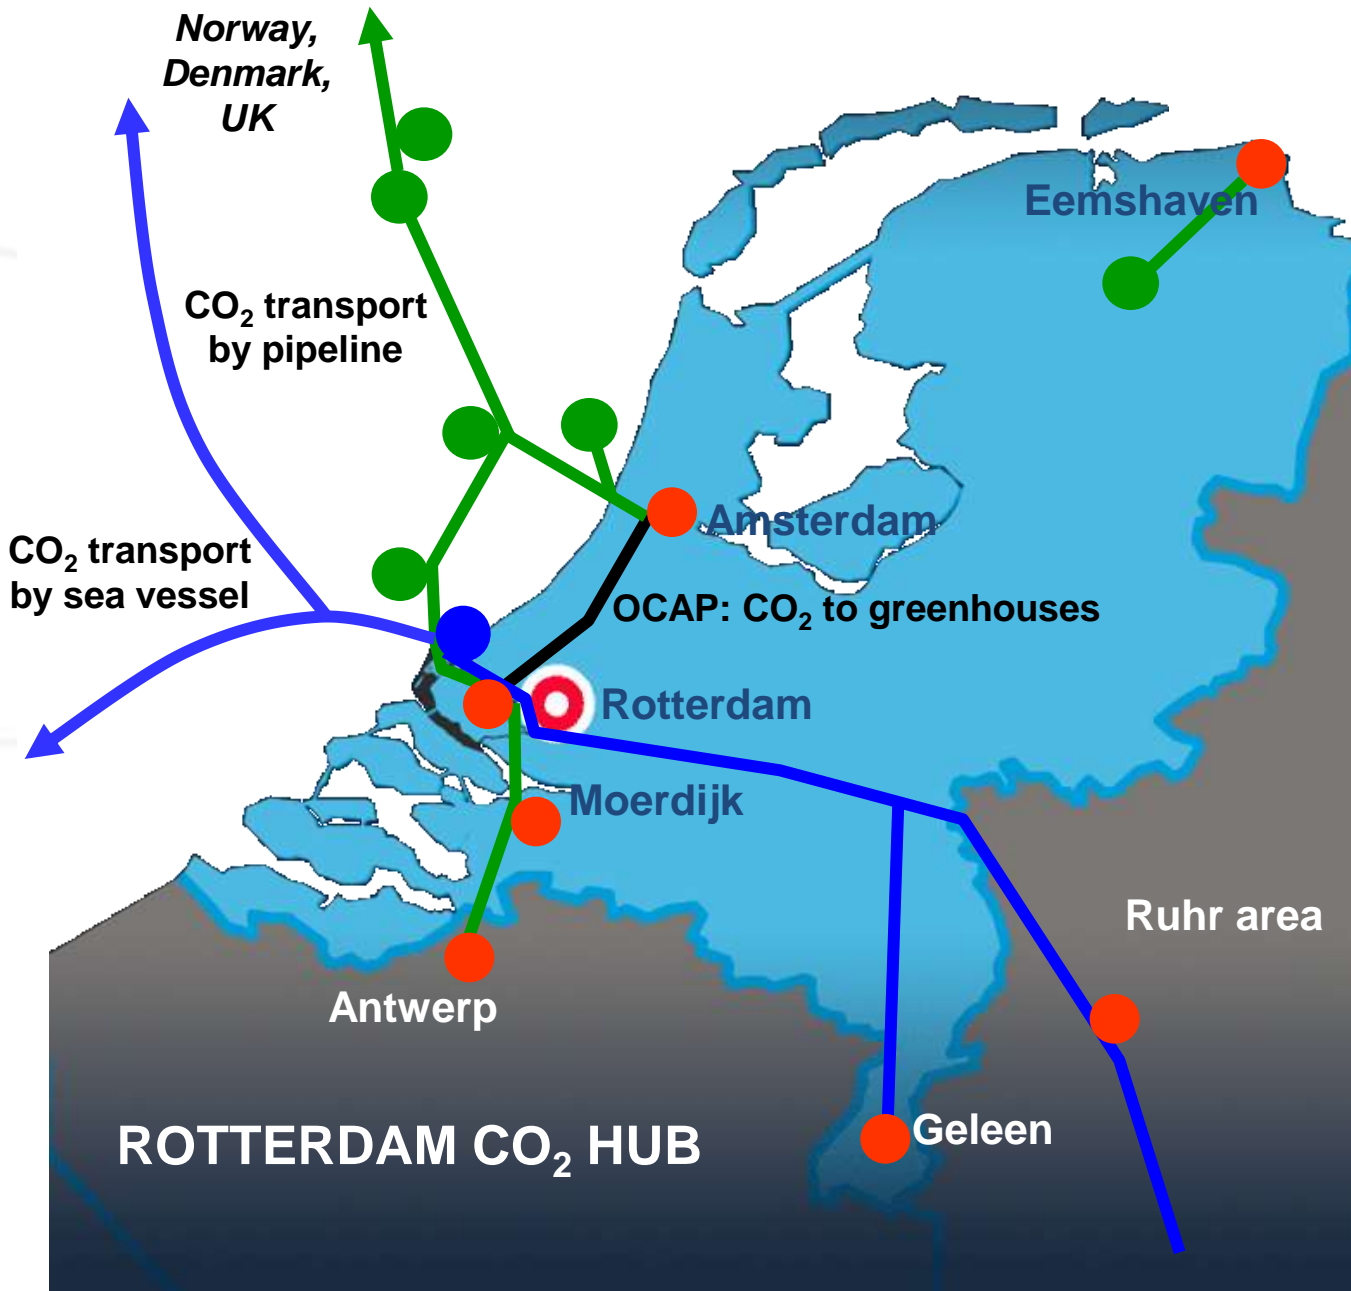 Norway,
Denmark,
UK
Eemshaven
CO₂ transport
by pipeline
Amsterdam
CO₂ transport
by sea vessel
OCAP: CO₂ to greenhouses
Rotterdam
Moerdijk
Ruhr area
Antwerp
Geleen
ROTTERDAM CO₂ HUB